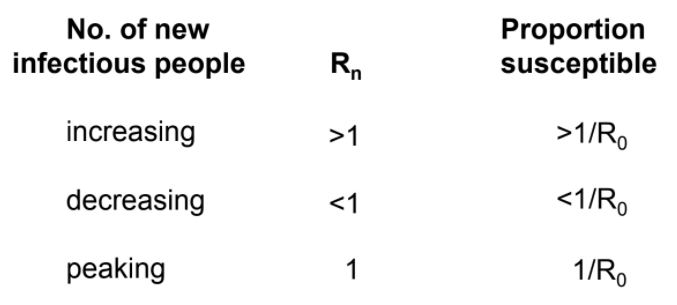 No. of new infectious people Rn Proportion susceptible
increasing >1 >1/R0
decreasing <1 <1/R0
peaking 1 1/R0